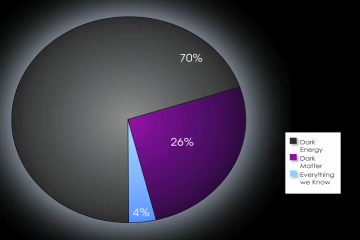 70%
26%
4%
Dark
Energy
Dark
Matter
Everything
we Know